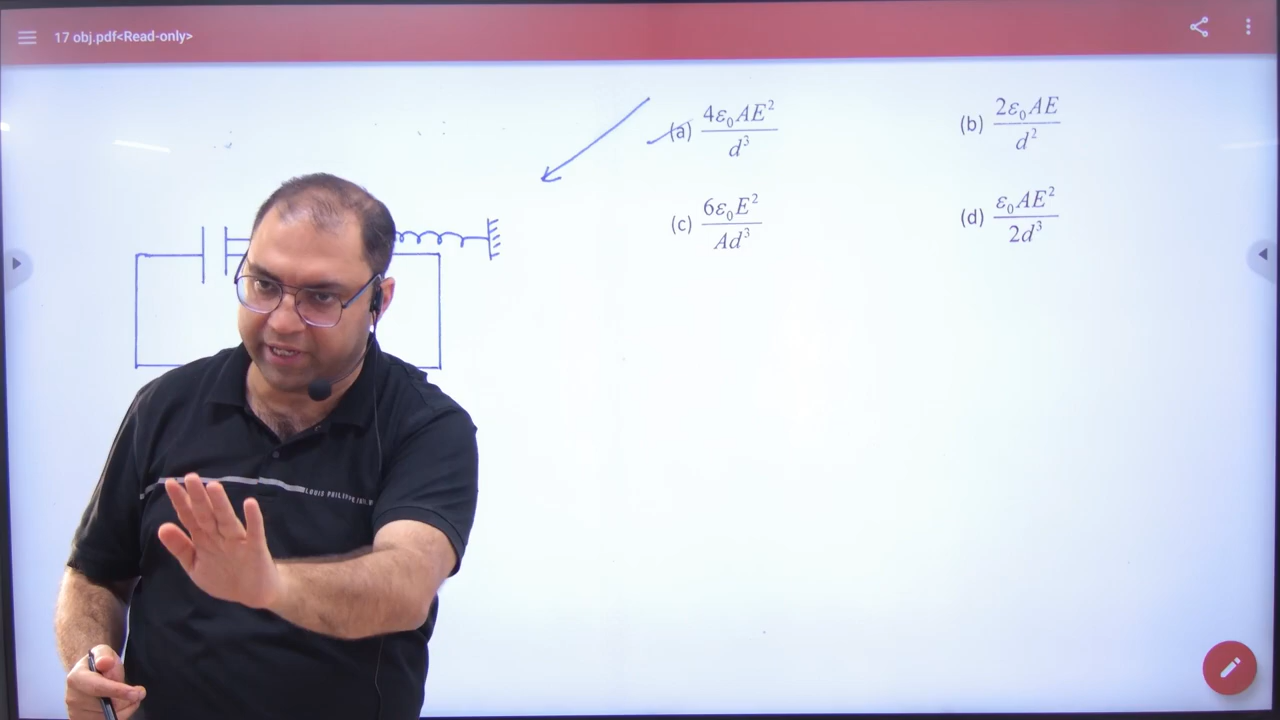 17 obj.pdf<Read-only>
(a) 4ε₀AE² / d³
(b) 2ε₀AE / d²
(c) 6ε₀E² / Ad³
(d) ε₀AE² / 2d³
LOUIS PHILIPPE